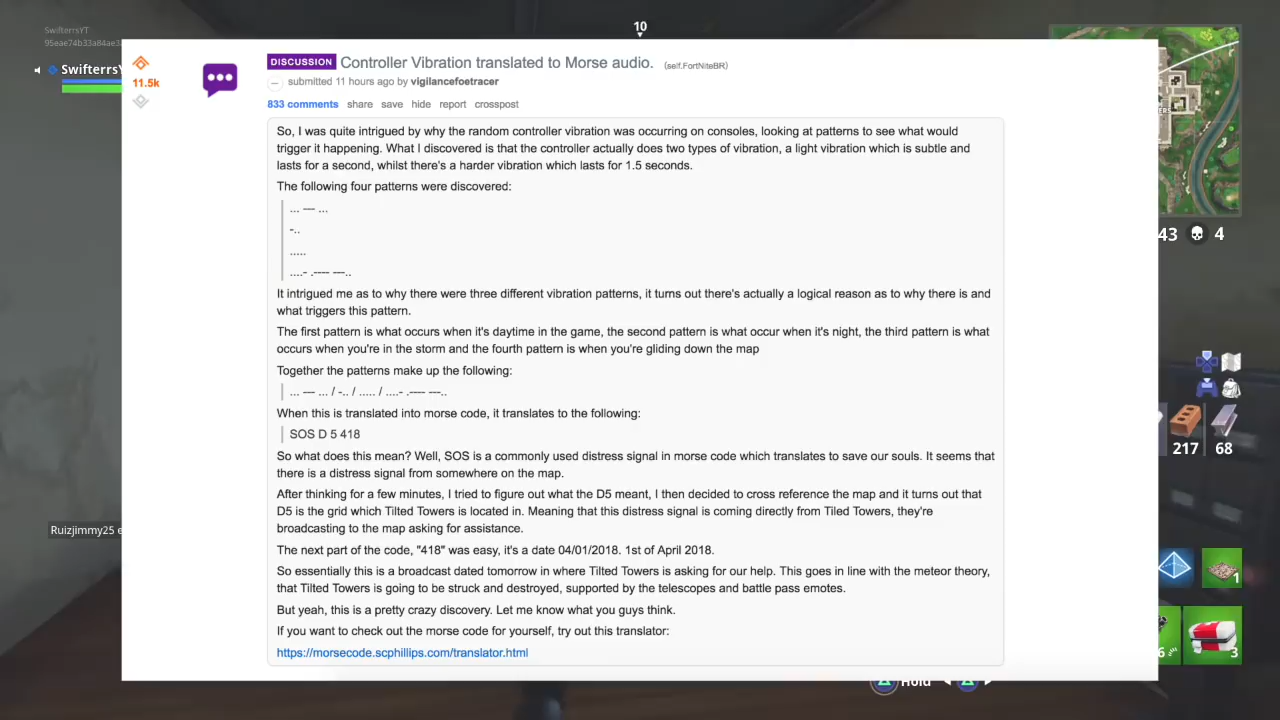 SwifterrsYT
10
SwifterrsY
DISCUSSION Controller Vibration translated to Morse audio. (self.FortNiteBR)
11.5k
submitted 11 hours ago by vigilancefoetracer
833 comments share save hide report crosspost
So, I was quite intrigued by why the random controller vibration was occurring on consoles, looking at patterns to see what would
trigger it happening. What I discovered is that the controller actually does two types of vibration, a light vibration which is subtle and
lasts for a second, whilst there's a harder vibration which lasts for 1.5 seconds.
The following four patterns were discovered:
... --- ...
-..
.....
....- .---- ---..
It intrigued me as to why there were three different vibration patterns, it turns out there's actually a logical reason as to why there is and
what triggers this pattern.
The first pattern is what occurs when it's daytime in the game, the second pattern is what occur when it's night, the third pattern is what
occurs when you're in the storm and the fourth pattern is when you're gliding down the map
Together the patterns make up the following:
... --- ... / -.. / ..... / ....- .---- ---..
When this is translated into morse code, it translates to the following:
SOS D 5 418
So what does this mean? Well, SOS is a commonly used distress signal in morse code which translates to save our souls. It seems that
there is a distress signal from somewhere on the map.
After thinking for a few minutes, I tried to figure out what the D5 meant, I then decided to cross reference the map and it turns out that
D5 is the grid which Tilted Towers is located in. Meaning that this distress signal is coming directly from Tiled Towers, they're
broadcasting to the map asking for assistance.
The next part of the code, "418" was easy, it's a date 04/01/2018. 1st of April 2018.
So essentially this is a broadcast dated tomorrow in where Tilted Towers is asking for our help. This goes in line with the meteor theory,
that Tilted Towers is going to be struck and destroyed, supported by the telescopes and battle pass emotes.
But yeah, this is a pretty crazy discovery. Let me know what you guys think.
If you want to check out the morse code for yourself, try out this translator:
https://morsecode.scphillips.com/translator.html
43 4
217 68
Ruizjimmy25 e
1
6 3
Hold